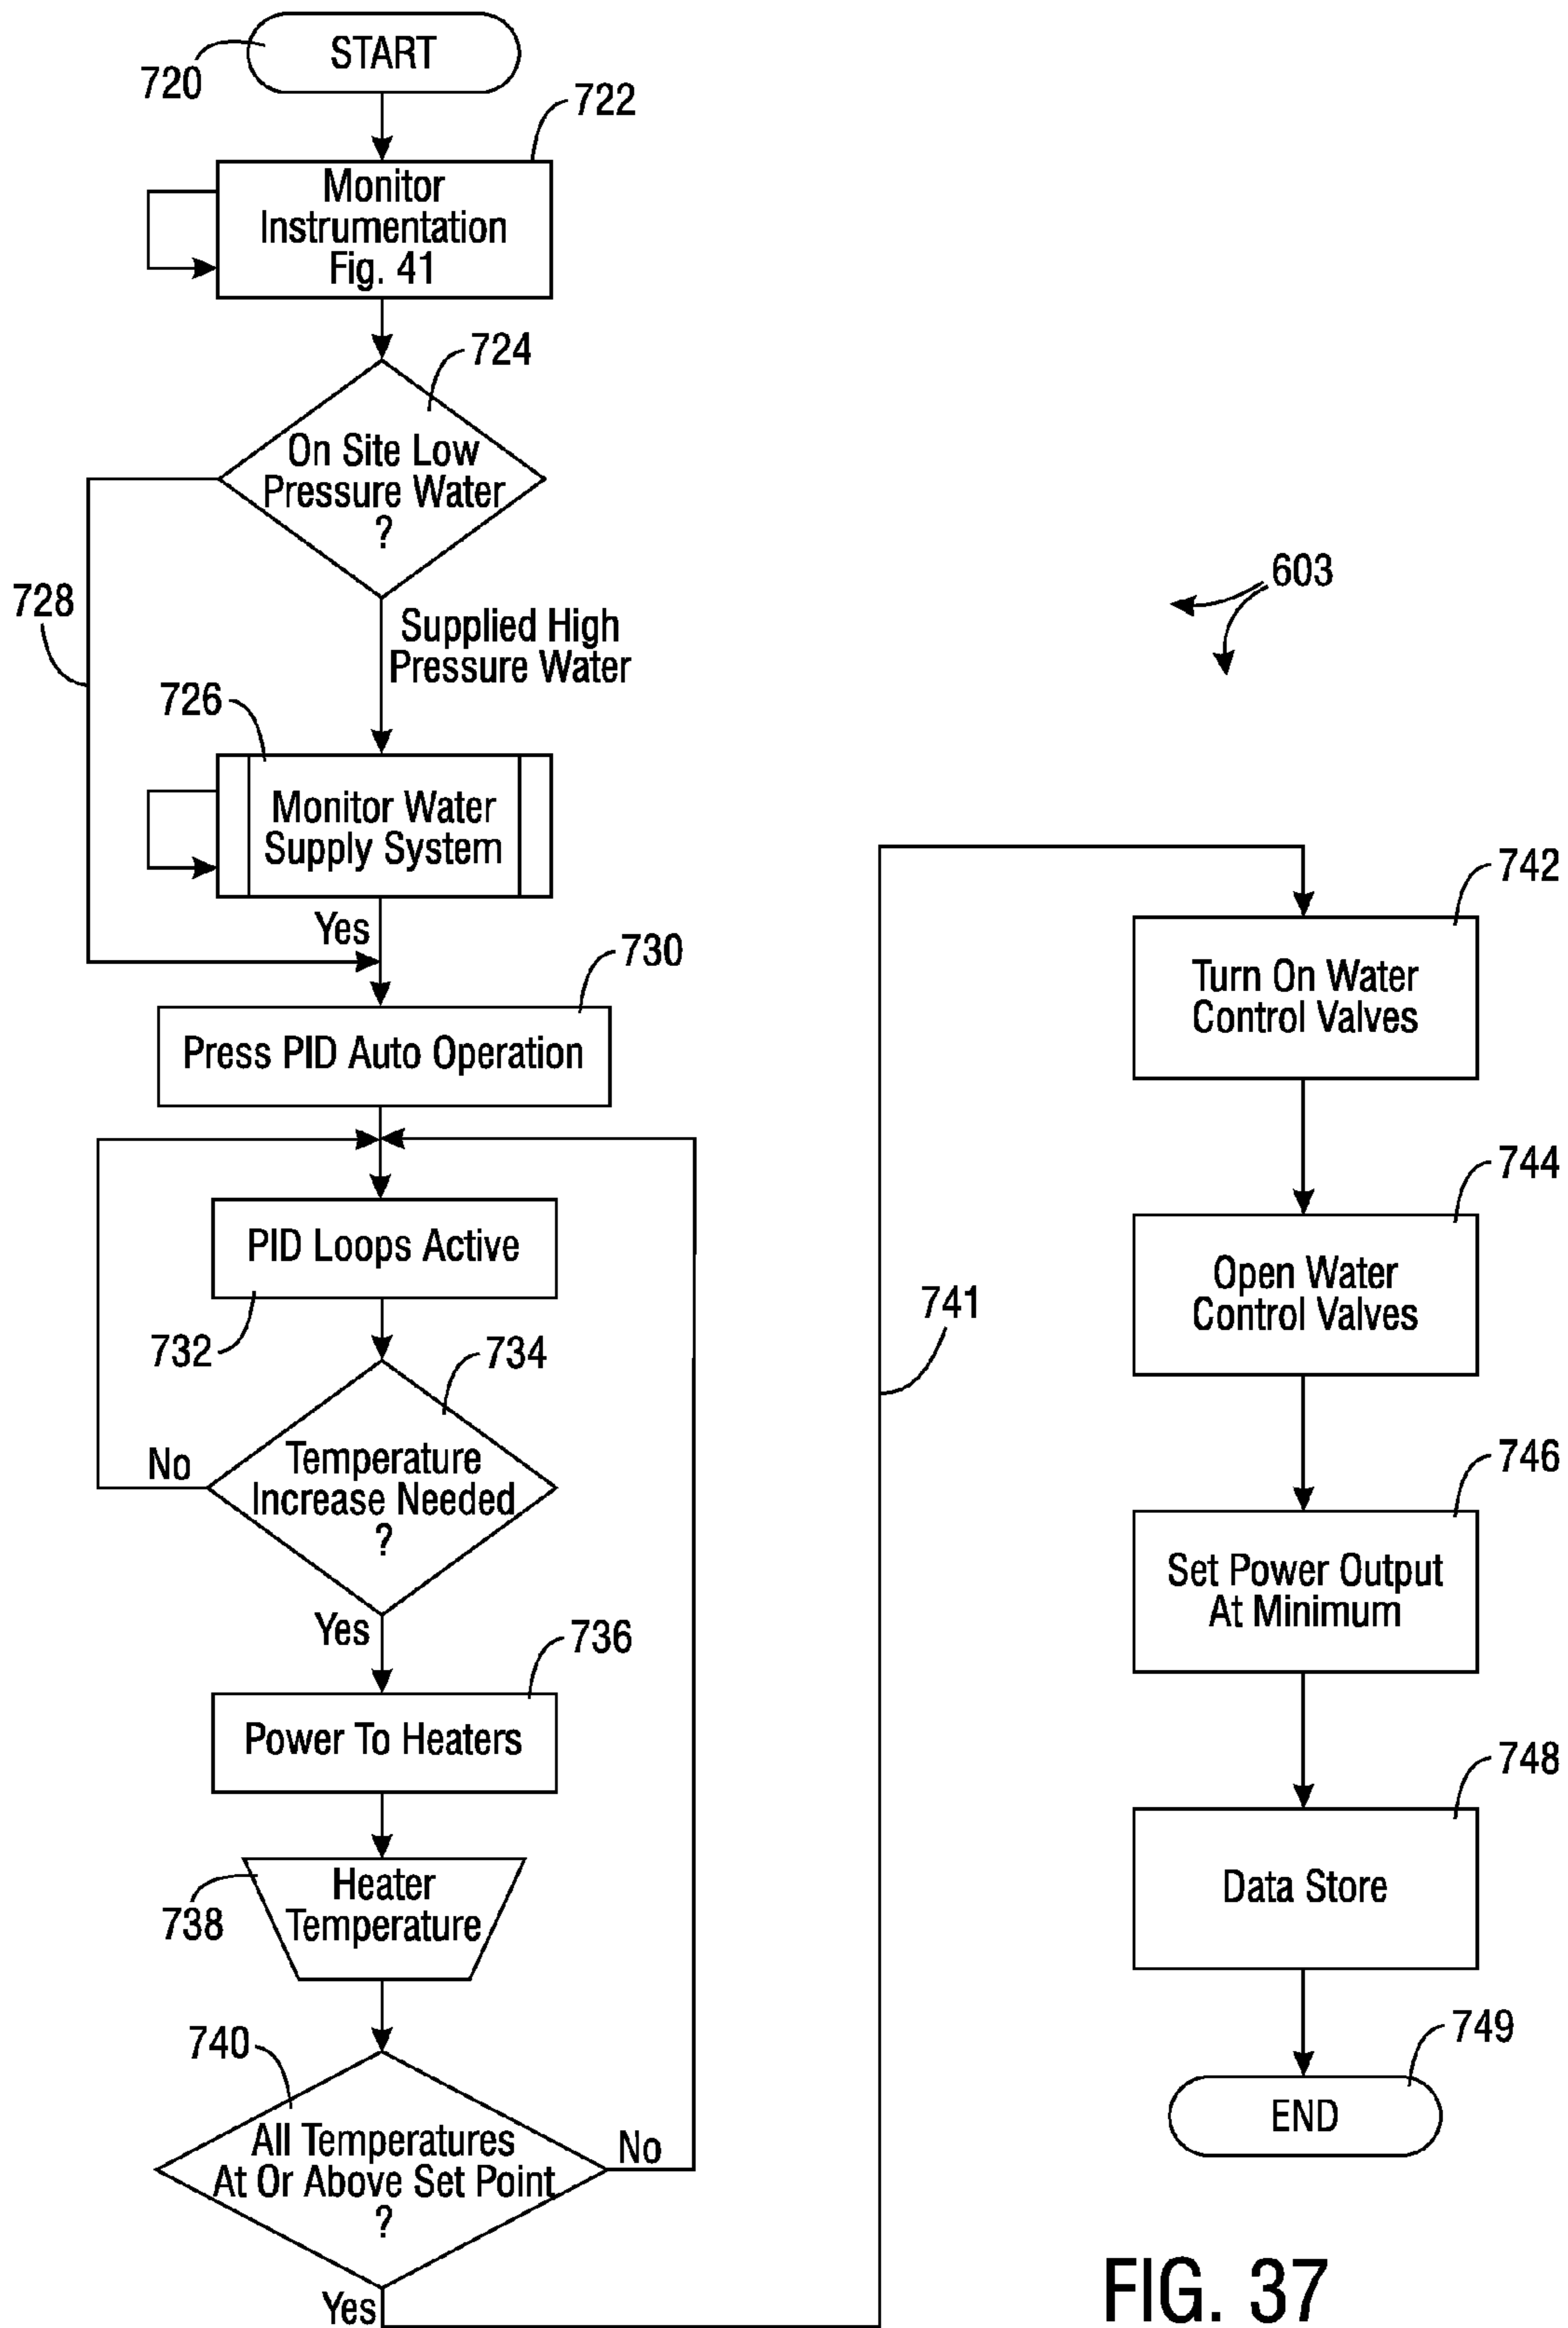 START
720
722
Monitor
Instrumentation
Fig. 41
724
On Site Low
Pressure Water
?
728
Supplied High
Pressure Water
603
726
Monitor Water
Supply System
Yes
730
Press PID Auto Operation
PID Loops Active
732
734
No
Temperature
Increase Needed
?
Yes
736
Power To Heaters
Heater
Temperature
738
740
All Temperatures
At Or Above Set Point
?
No
Yes
741
742
Turn On Water
Control Valves
744
Open Water
Control Valves
746
Set Power Output
At Minimum
748
Data Store
749
END
FIG. 37